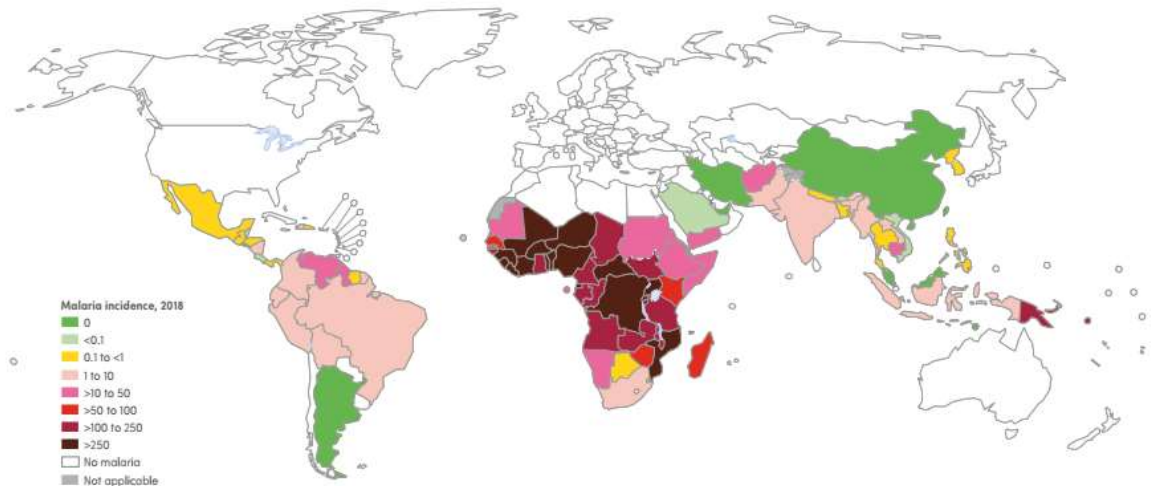 Malaria incidence, 2018
0
<0.1
0.1 to <1
1 to 10
>10 to 50
>50 to 100
>100 to 250
>250
No malaria
Not applicable